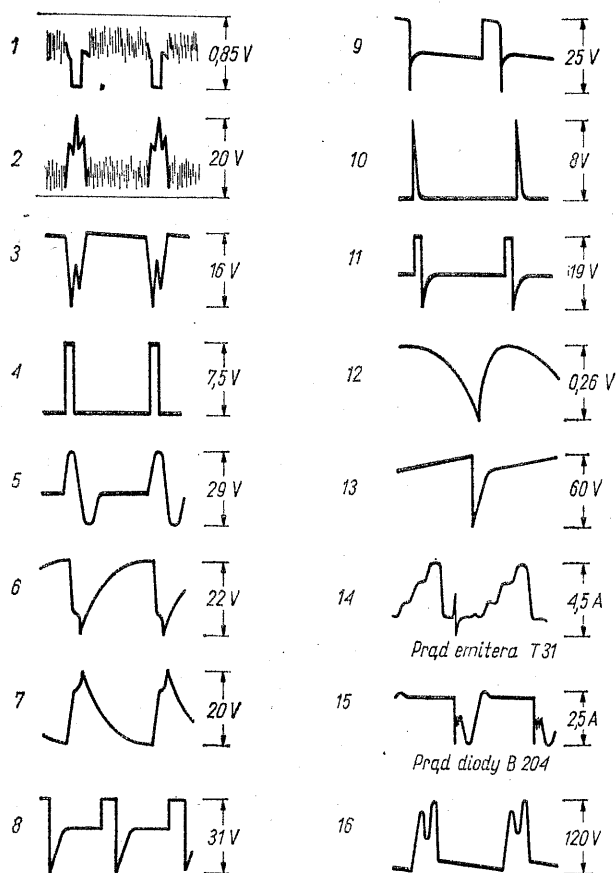 1 0,85 V
2 20 V
3 16 V
4 7,5 V
5 29 V
6 22 V
7 20 V
8 31 V
9 25 V
10 8 V
11 19 V
12 0,26 V
13 60 V
14 4,5 A
Prąd emitera T 31
15 2,5 A
Prąd diody B 204
16 120 V